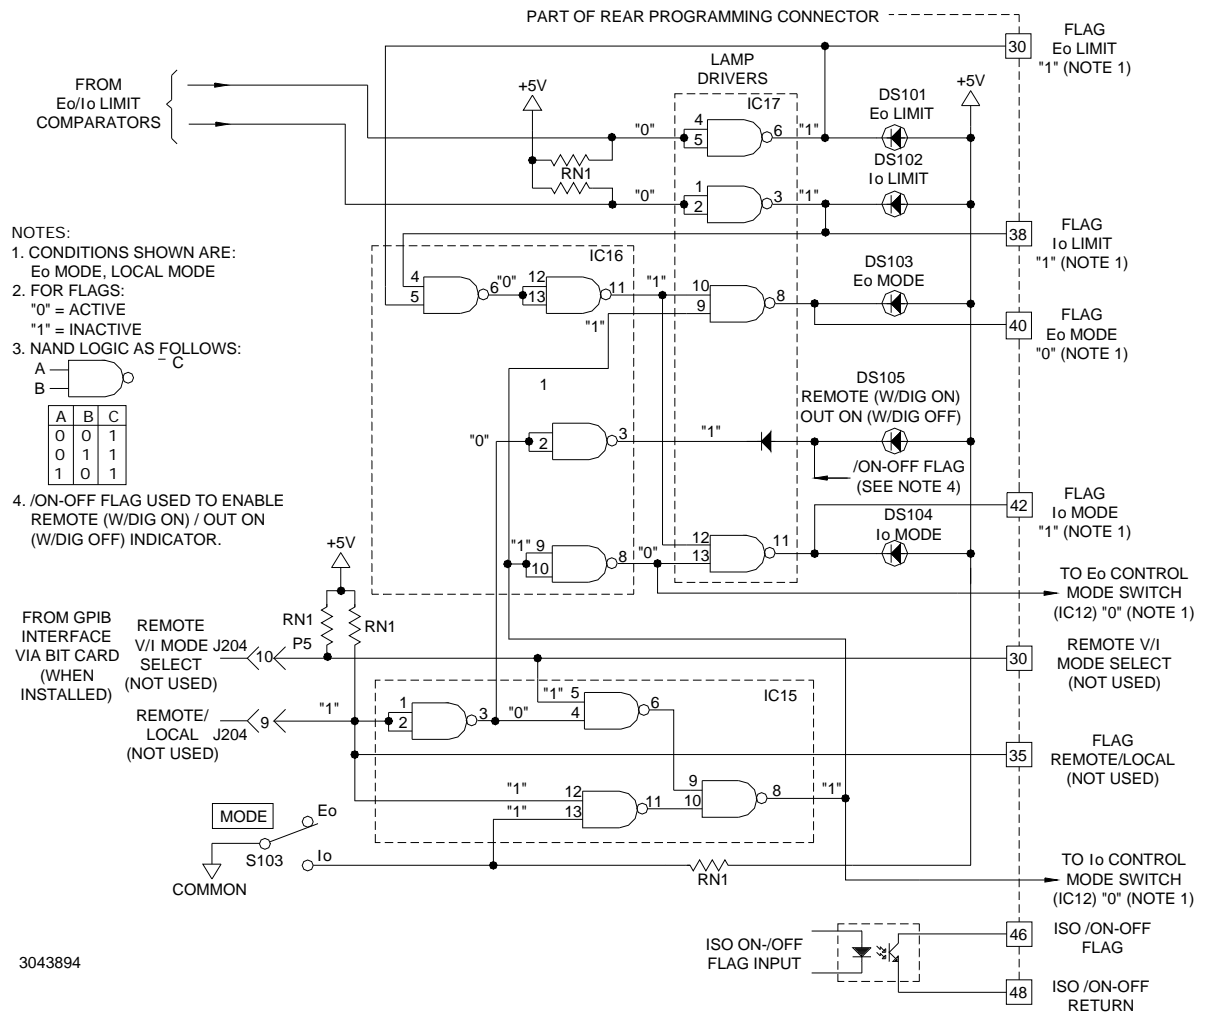 PART OF REAR PROGRAMMING CONNECTOR
30
FLAG
Eo LIMIT
"1" (NOTE 1)
LAMP
DRIVERS
FROM
Eo/Io LIMIT
COMPARATORS
+5V
+5V
IC17
DS101
Eo LIMIT
"0"
4
5
6
"1"
RN1
DS102
Io LIMIT
"0"
1
2
3
"1"
38
FLAG
Io LIMIT
"1" (NOTE 1)
NOTES:
1. CONDITIONS SHOWN ARE:
Eo MODE, LOCAL MODE
2. FOR FLAGS:
"0" = ACTIVE
"1" = INACTIVE
3. NAND LOGIC AS FOLLOWS:
A
B
C
A B C
0 0 1
0 1 1
1 0 1
4. /ON-OFF FLAG USED TO ENABLE
REMOTE (W/DIG ON) / OUT ON
(W/DIG OFF) INDICATOR.
IC16
4
5
6
"0"
12
13
11
"1"
10
9
8
"1"
DS103
Eo MODE
40
FLAG
Eo MODE
"0" (NOTE 1)
1
"0"
2
3
"1"
DS105
REMOTE (W/DIG ON)
OUT ON (W/DIG OFF)
/ON-OFF FLAG
(SEE NOTE 4)
42
FLAG
Io MODE
"1" (NOTE 1)
"1"
9
10
8
"0"
12
13
11
DS104
Io MODE
TO Eo CONTROL
MODE SWITCH
(IC12) "0" (NOTE 1)
+5V
RN1
RN1
FROM GPIB
INTERFACE
VIA BIT CARD
(WHEN
INSTALLED)
REMOTE
V/I MODE
SELECT
(NOT USED)
J204
10
P5
30
REMOTE V/I
MODE SELECT
(NOT USED)
REMOTE/
LOCAL
(NOT USED)
J204
9
"1"
IC15
1
2
3
"0"
"1"
5
4
6
35
FLAG
REMOTE/LOCAL
(NOT USED)
"1"
12
"1"
13
11
9
10
8
"1"
MODE
Eo
S103
Io
COMMON
RN1
TO Io CONTROL
MODE SWITCH
(IC12) "0" (NOTE 1)
ISO ON-/OFF
FLAG INPUT
46
ISO /ON-OFF
FLAG
48
ISO /ON-OFF
RETURN
3043894